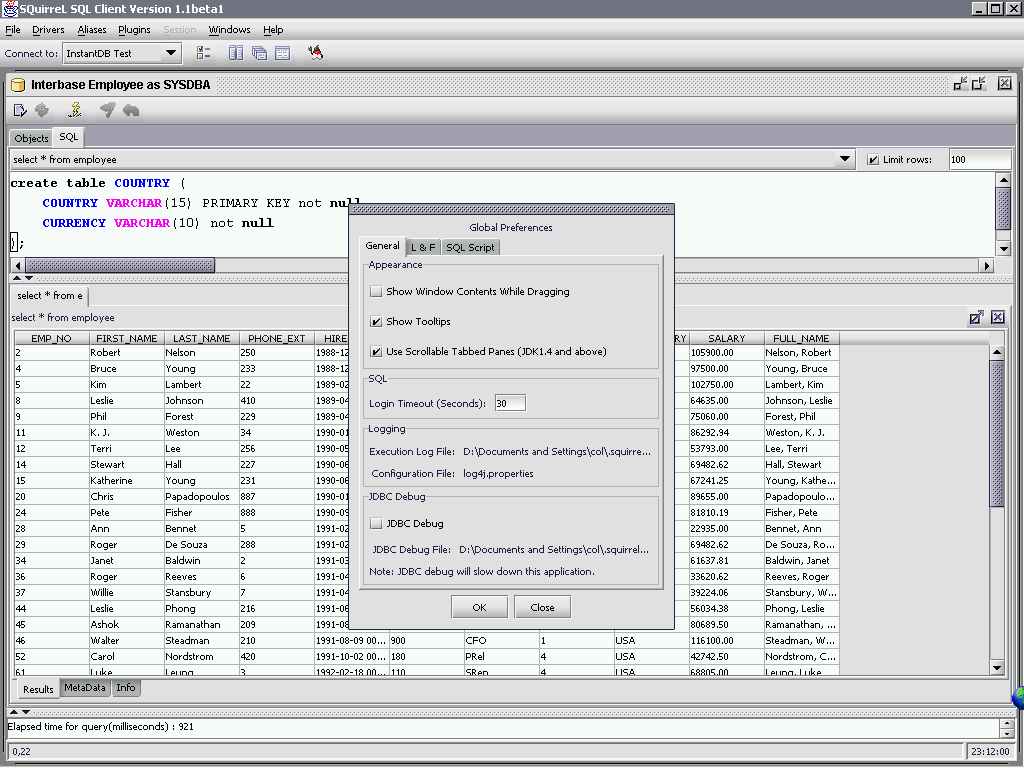 SQuirreL SQL Client Version 1.1beta1
File Drivers Aliases Plugins Session Windows Help
Connect to: InstantDB Test
Interbase Employee as SYSDBA
Objects SQL
select * from employee Limit rows: 100
create table COUNTRY (
COUNTRY VARCHAR(15) PRIMARY KEY not null,
CURRENCY VARCHAR(10) not null
);
Global Preferences
General L & F SQL Script
Appearance
Show Window Contents While Dragging
Show Tooltips
Use Scrollable Tabbed Panes (JDK1.4 and above)
SQL
Login Timeout (Seconds): 30
Logging
Execution Log File: D:\Documents and Settings\col\.squirre...
Configuration File: log4j.properties
JDBC Debug
JDBC Debug
JDBC Debug File: D:\Documents and Settings\col\.squirrel...
Note: JDBC debug will slow down this application.
OK Close
select * from e
select * from employee
EMP_NO FIRST_NAME LAST_NAME PHONE_EXT HIRE RY SALARY FULL_NAME
2 Robert Nelson 250 1988-12 105900.00 Nelson, Robert
4 Bruce Young 233 1988-12 97500.00 Young, Bruce
5 Kim Lambert 22 1989-02 102750.00 Lambert, Kim
8 Leslie Johnson 410 1989-04 64635.00 Johnson, Leslie
9 Phil Forest 229 1989-04 75060.00 Forest, Phil
11 K. J. Weston 34 1990-01 86292.94 Weston, K. J.
12 Terri Lee 256 1990-05 53793.00 Lee, Terri
14 Stewart Hall 227 1990-06 69482.62 Hall, Stewart
15 Katherine Young 231 1990-06 67241.25 Young, Kathe...
20 Chris Papadopoulos 887 1990-01 89655.00 Papadopoulo...
24 Pete Fisher 888 1990-09 81810.19 Fisher, Pete
28 Ann Bennet 5 1991-02 22935.00 Bennet, Ann
29 Roger De Souza 288 1991-02 69482.62 De Souza, Ro...
34 Janet Baldwin 2 1991-03 61637.81 Baldwin, Janet
36 Roger Reeves 6 1991-04 33620.62 Reeves, Roger
37 Willie Stansbury 7 1991-04 39224.06 Stansbury, W...
44 Leslie Phong 216 1991-06 56034.38 Phong, Leslie
45 Ashok Ramanathan 209 1991-08 80689.50 Ramanathan, ...
46 Walter Steadman 210 1991-08-09 00... 900 CFO 1 USA 116100.00 Steadman, W...
52 Carol Nordstrom 420 1991-10-02 00... 180 PRel 4 USA 42742.50 Nordstrom, C...
61 Luke Leung 3 1992-02-18 00... 110 SRep 4 USA 68805.00 Leung, Luke
Results MetaData Info
Elapsed time for query(milliseconds) : 921
0,22 23:12:00